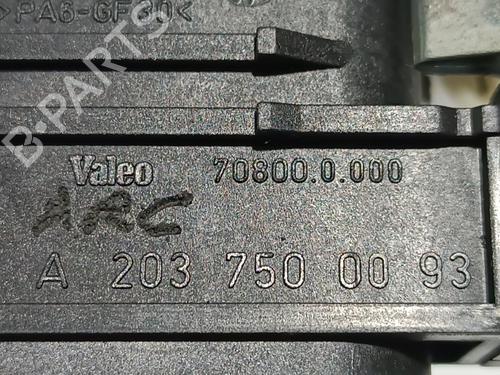 >PA6-GF30<
Valeo 70800.0.000
ARC
A 203 750 00 93
B-PARTS